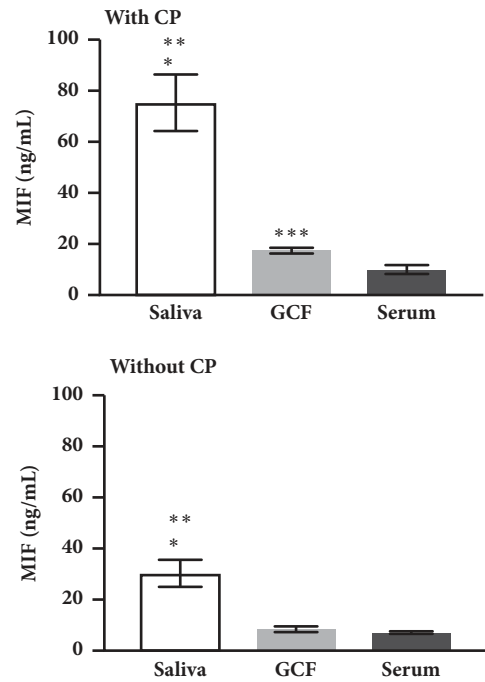 With CP
100
80
60
40
20
0
MIF (ng/mL)
**
*
***
Saliva GCF Serum
Without CP
100
80
60
40
20
0
MIF (ng/mL)
**
*
Saliva GCF Serum